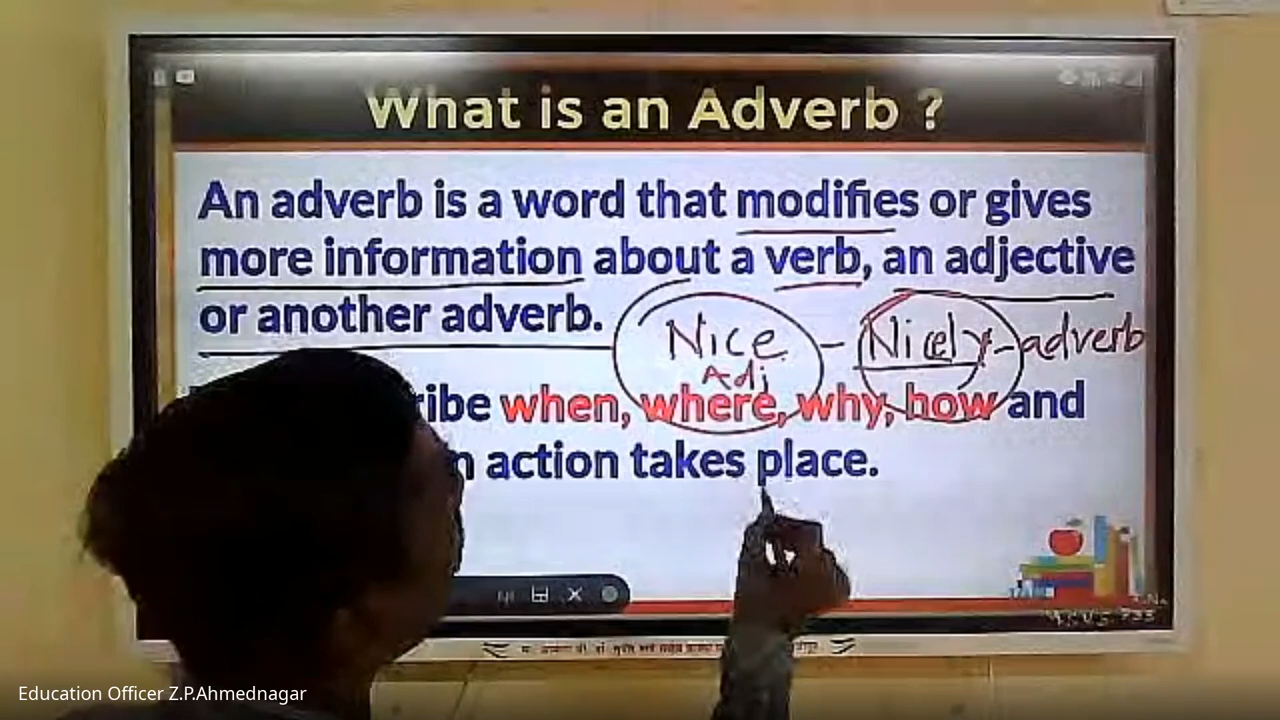 What is an Adverb ?
An adverb is a word that modifies or gives
more information about a verb, an adjective
or another adverb.
Nice - Nicely - adverb
Adj
when, where, why, how and
action takes place.
Education Officer Z.P.Ahmednagar